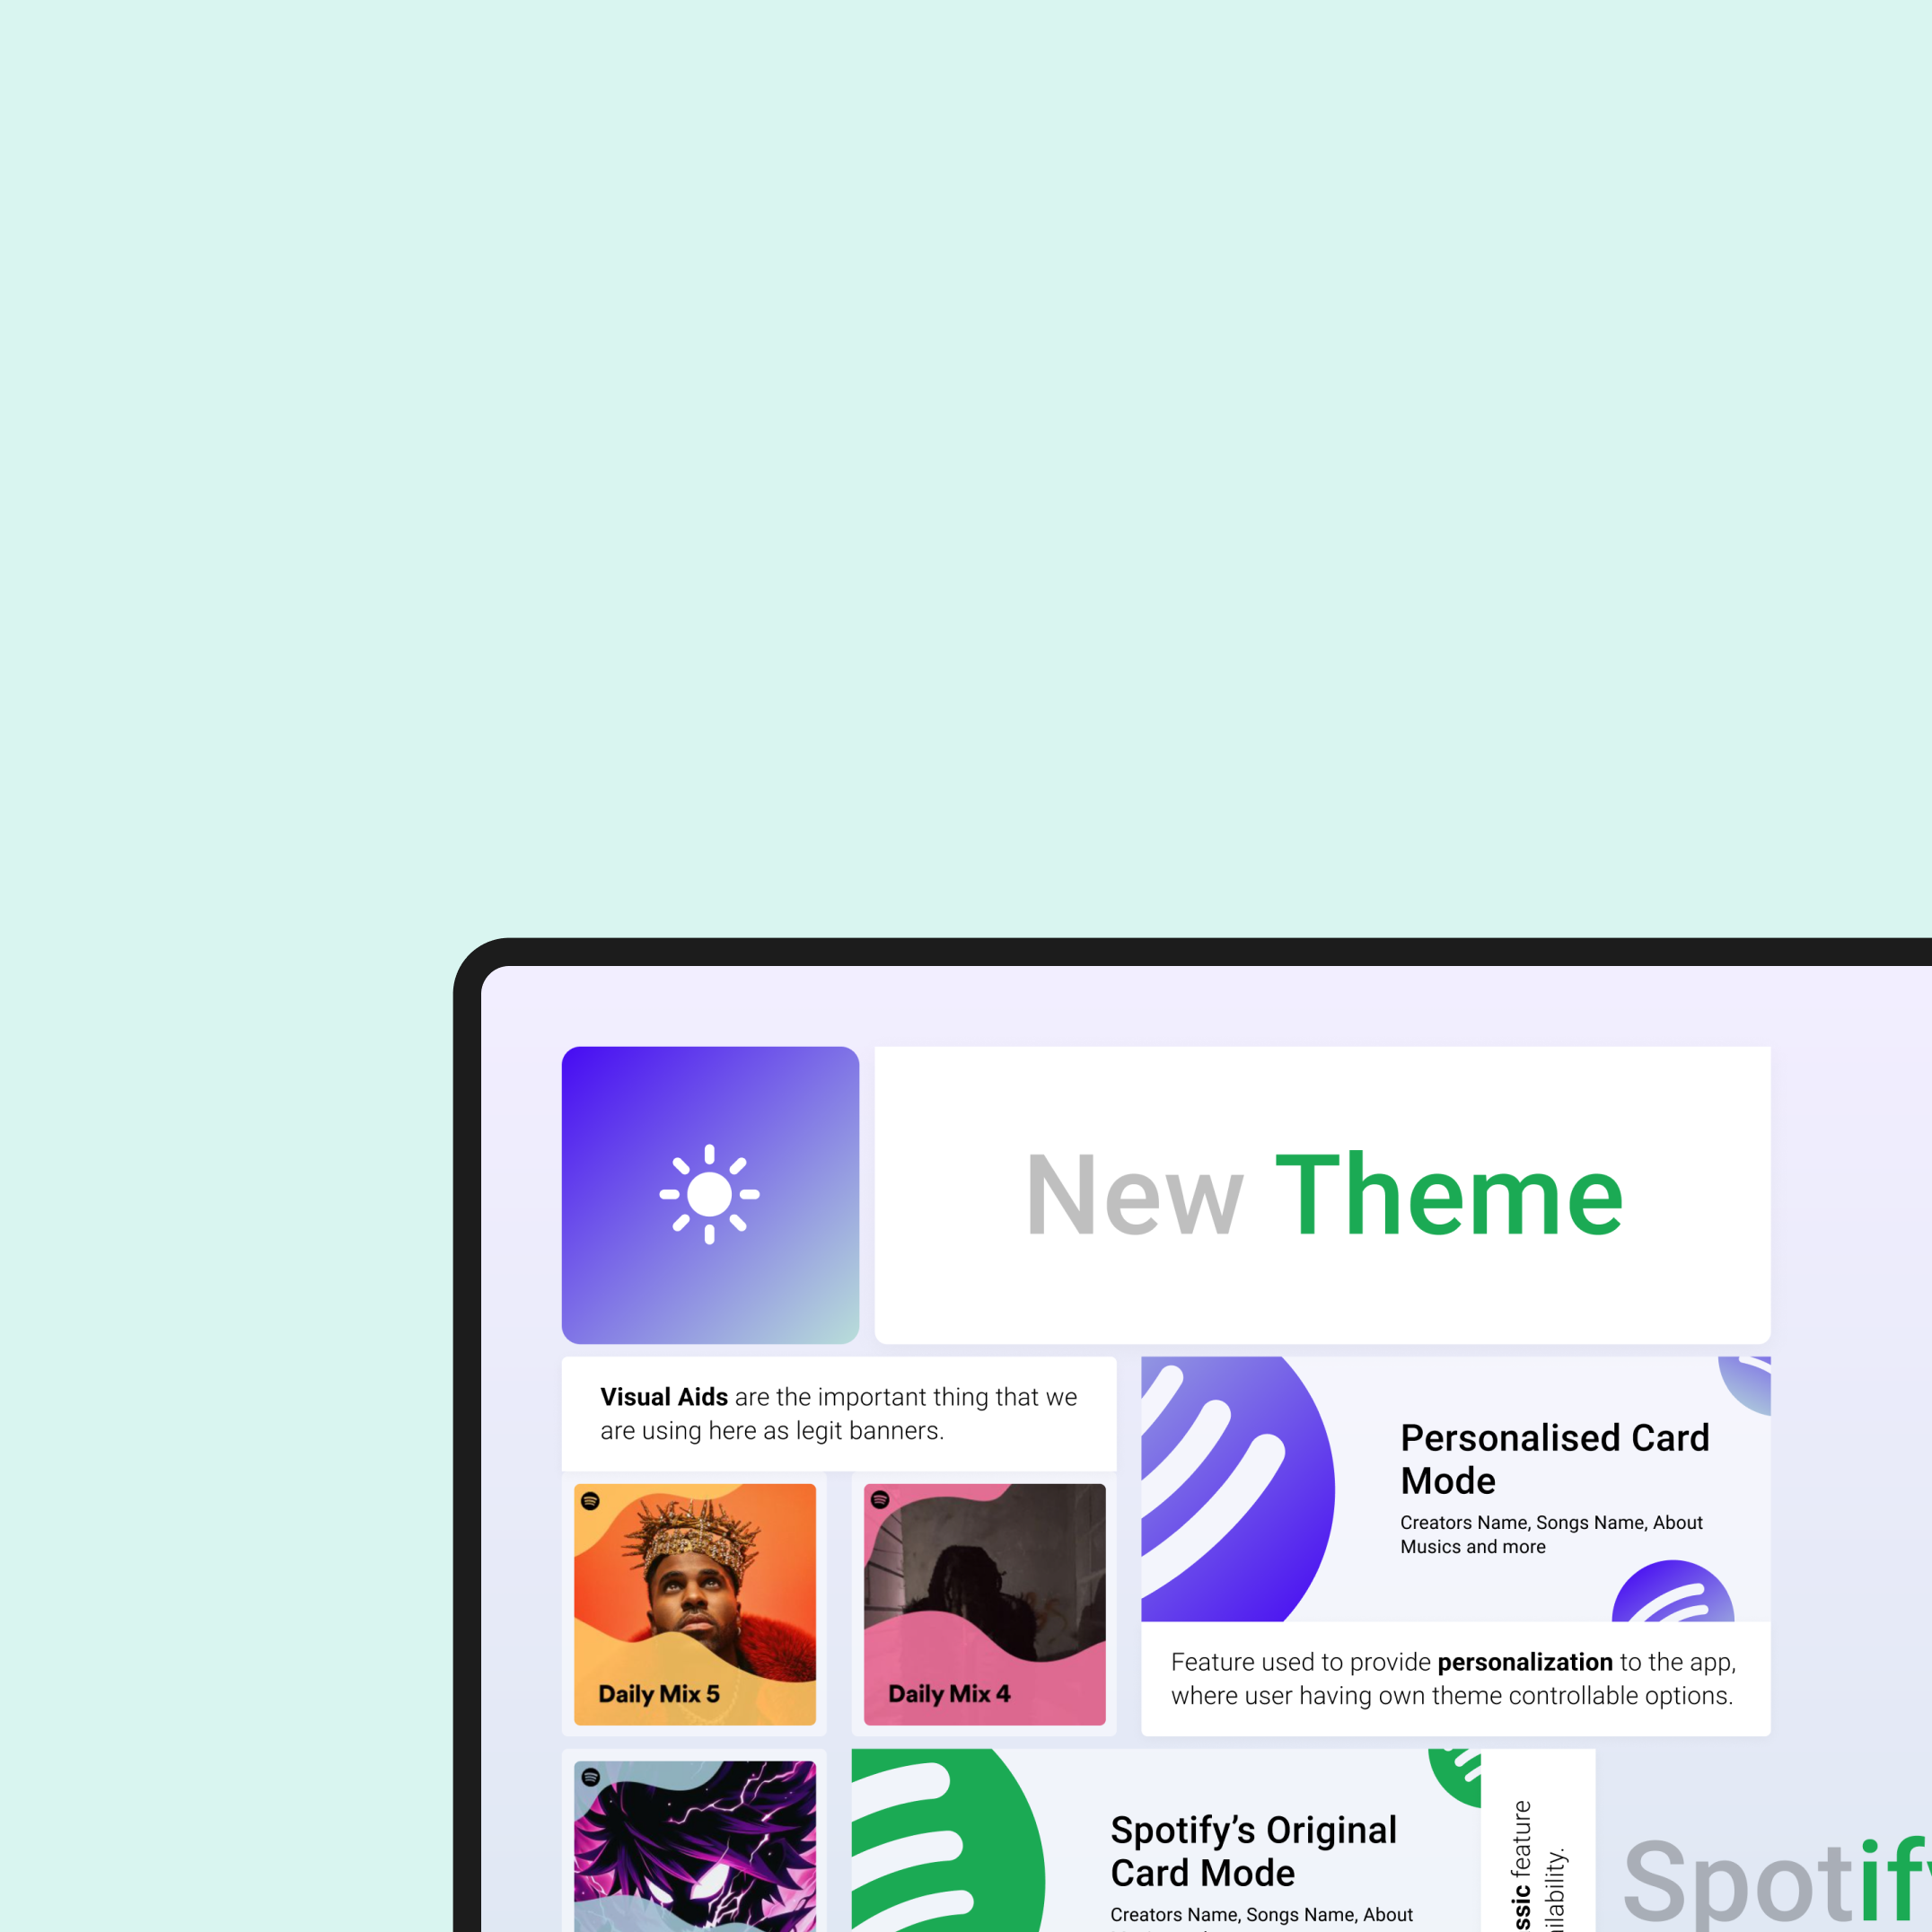 New Theme
Visual Aids are the important thing that we
are using here as legit banners.
Personalised Card
Mode
Creators Name, Songs Name, About
Musics and more
Daily Mix 5
Daily Mix 4
Feature used to provide personalization to the app,
where user having own theme controllable options.
Spotify’s Original
Card Mode
Creators Name, Songs Name, About
feature
Spotify